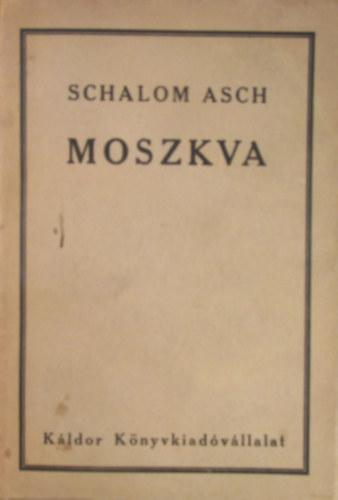 SCHALOM ASCH
MOSZKVA
Káldor Könyvkiadóvállalat